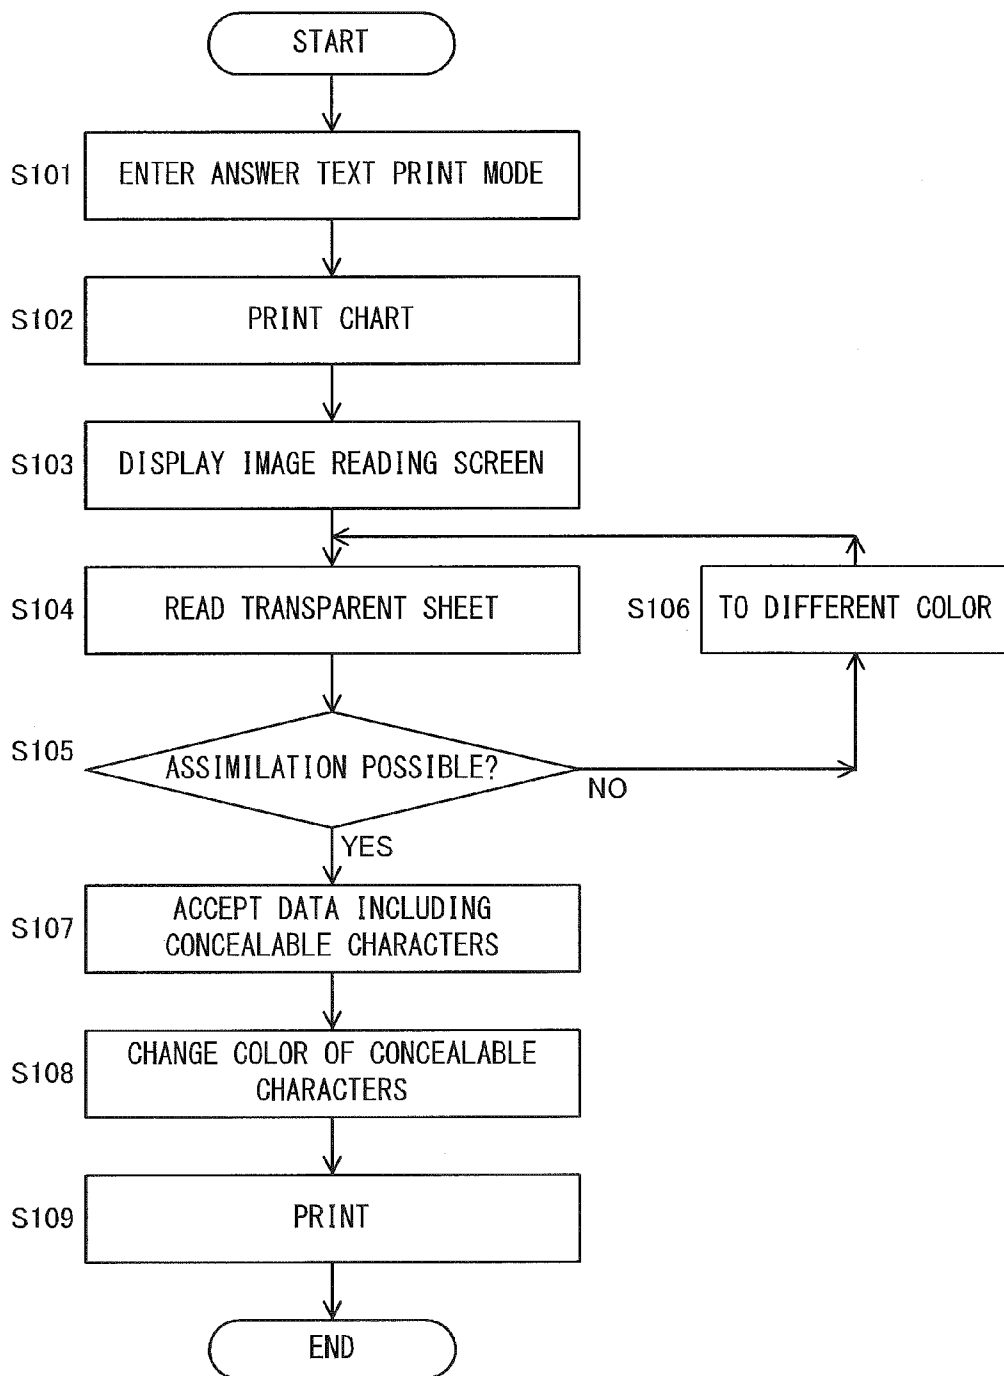 START
S101
ENTER ANSWER TEXT PRINT MODE
S102
PRINT CHART
S103
DISPLAY IMAGE READING SCREEN
S104
READ TRANSPARENT SHEET
S106
TO DIFFERENT COLOR
S105
ASSIMILATION POSSIBLE?
NO
YES
S107
ACCEPT DATA INCLUDING
CONCEALABLE CHARACTERS
S108
CHANGE COLOR OF CONCEALABLE
CHARACTERS
S109
PRINT
END